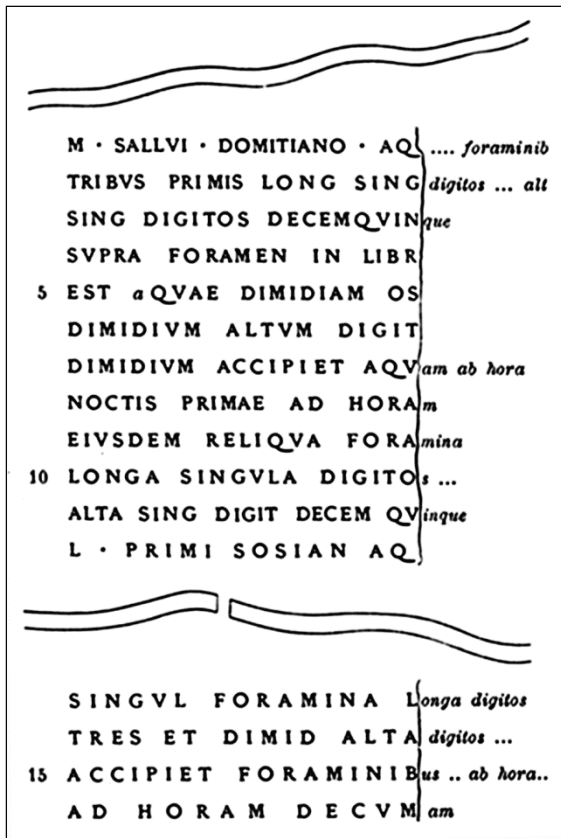 M · SALLVI · DOMITIANO · AQ .... foraminib
TRIBVS PRIMIS LONG SING digitos ... alt
SING DIGITOS DECEMQVINque
SVPRA FORAMEN IN LIBR
5 EST aQVAE DIMIDIAM OS
DIMIDIVM ALTVM DIGIT
DIMIDIVM ACCIPIET AQVam ab hora
NOCTIS PRIMAE AD HORAm
EIVSDEM RELIQVA FORAmina
10 LONGA SINGVLA DIGITOs ...
ALTA SING DIGIT DECEM QVinque
L · PRIMI SOSIAN AQ
SINGVL FORAMINA Longa digitos
TRES ET DIMID ALTA digitos ...
15 ACCIPIET FORAMINIBus .. ab hora..
AD HORAM DECVMam